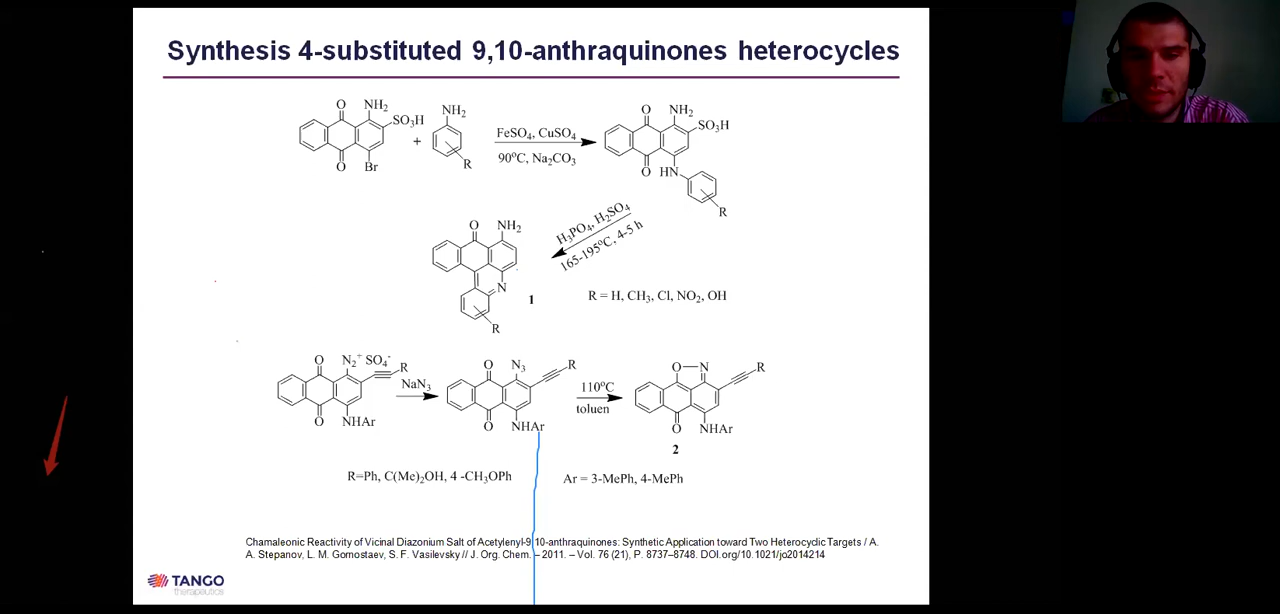 Synthesis 4-substituted 9,10-anthraquinones heterocycles
O NH₂
SO₃H
O Br
+
NH₂
R
FeSO₄, CuSO₄
90°C, Na₂CO₃
O NH₂
SO₃H
O HN
R
H₃PO₄, H₂SO₄
165-195°C, 4-5 h
O NH₂
N
R
1
R = H, CH₃, Cl, NO₂, OH
O N₂⁺ SO₄⁻
R
O NHAr
NaN₃
O N₃
R
O NHAr
110°C
toluen
O N
R
O NHAr
2
R=Ph, C(Me)₂OH, 4 -CH₃OPh
Ar = 3-MePh, 4-MePh
Chamaleonic Reactivity of Vicinal Diazonium Salt of Acetylenyl-9,10-anthraquinones: Synthetic Application toward Two Heterocyclic Targets / A.
A. Stepanov, L. M. Gornostaev, S. F. Vasilevsky // J. Org. Chem. – 2011. – Vol. 76 (21), P. 8737–8748. DOI.org/10.1021/jo2014214
TANGO
therapeutics